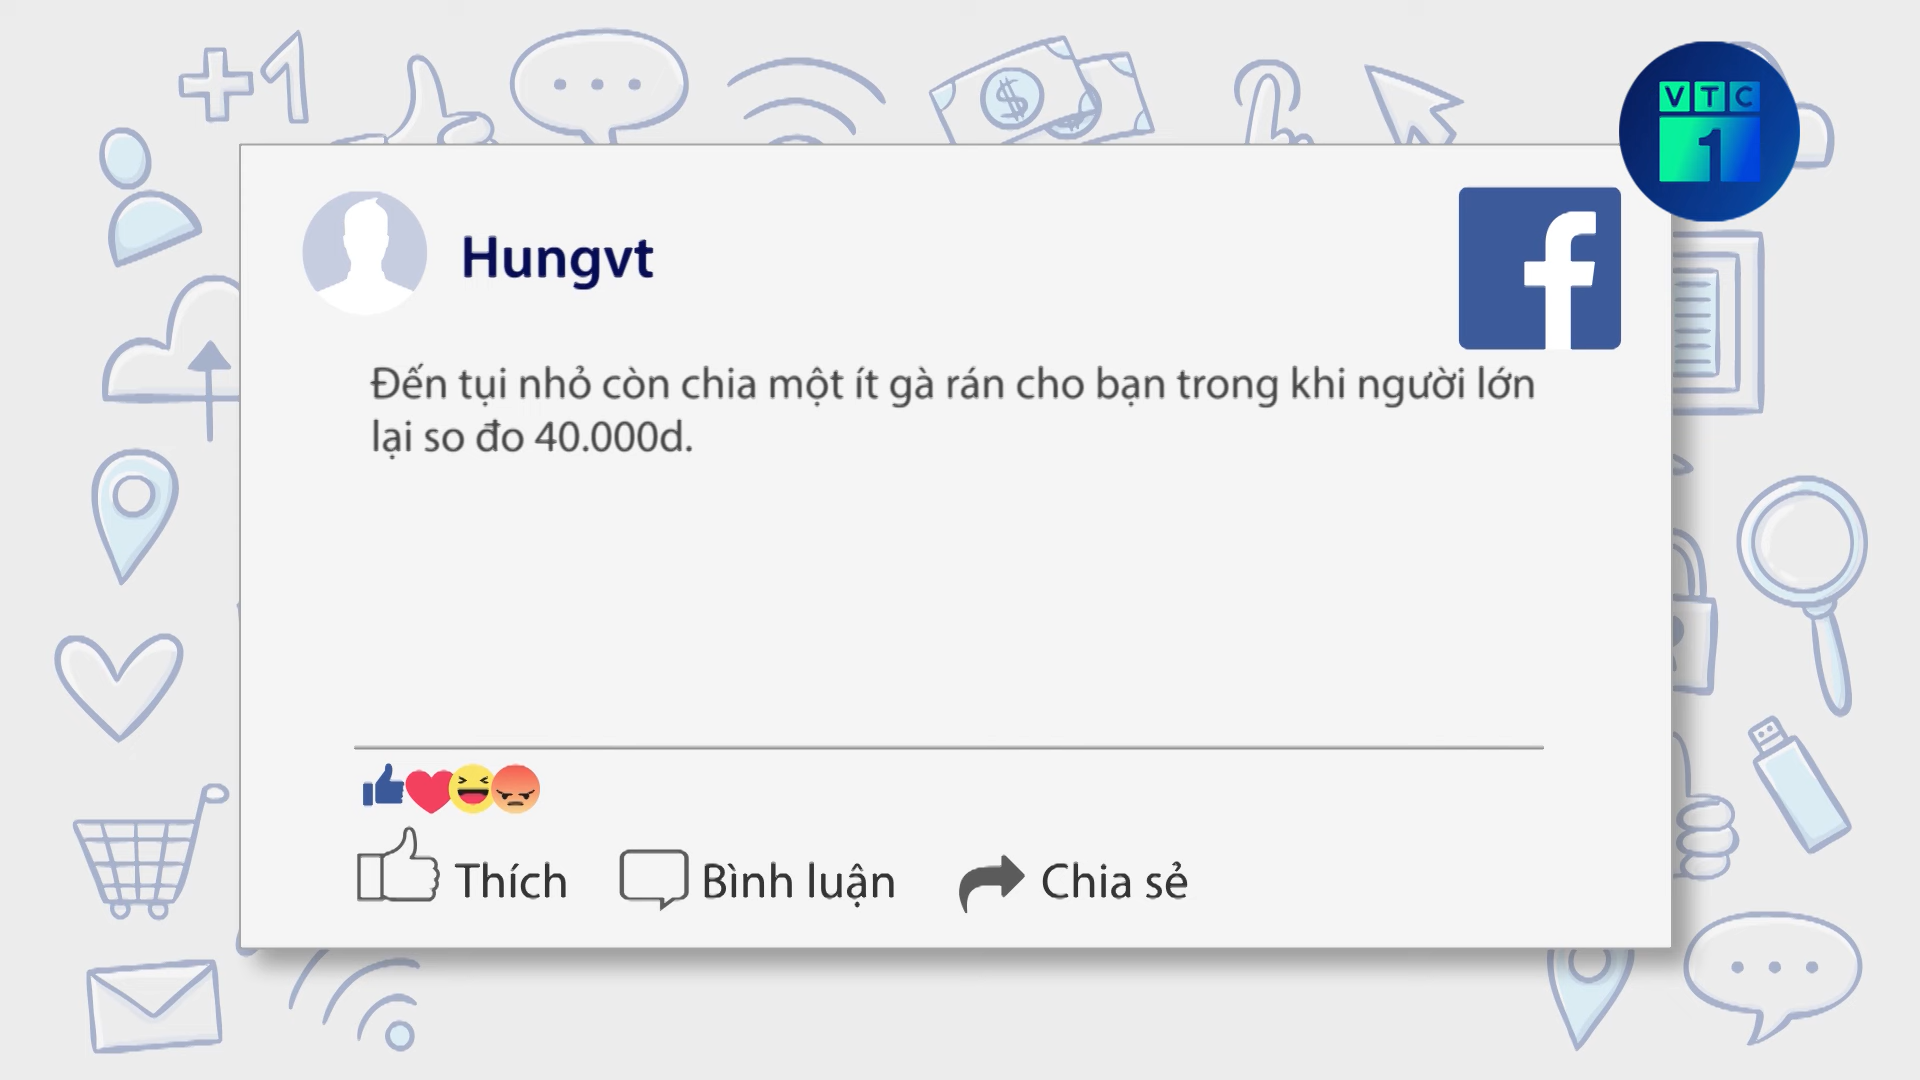 +1
VTC
1
Hungvt
Đến tụi nhỏ còn chia một ít gà rán cho bạn trong khi người lớn
lại so đo 40.000d.
Thích
Bình luận
Chia sẻ